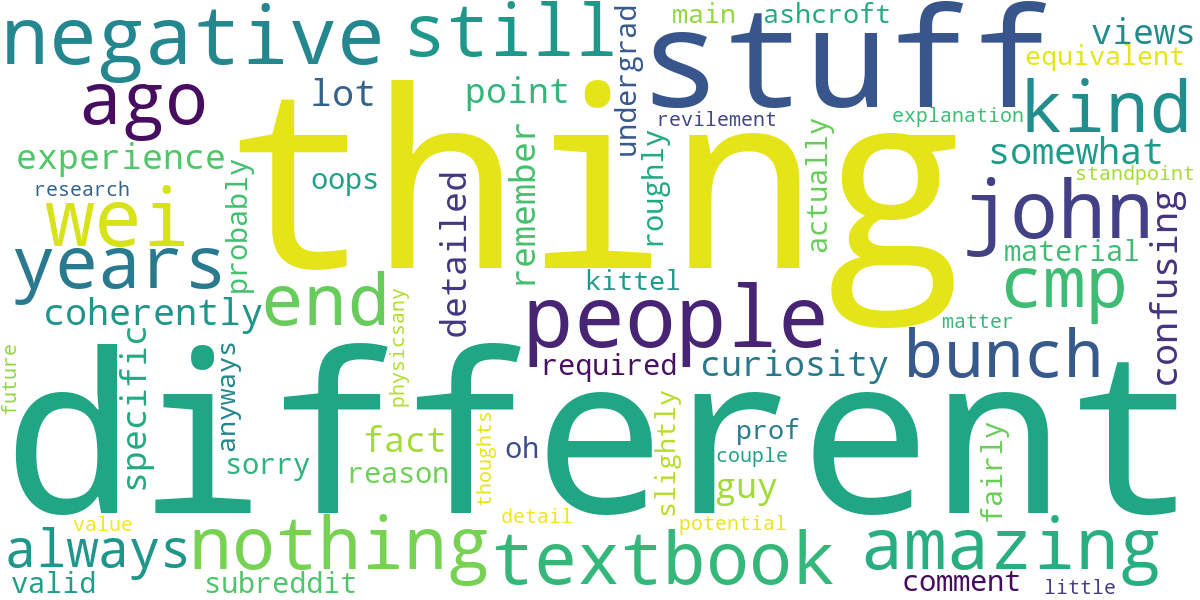 negative
still
stuff
main
ashcroft
views
equivalent
undergrad
ago
lot
point
revilement
explanation
kind
thing
experience
oops
research
wei
probably
detailed
remember
roughly
actually
somewhat
standpoint
john
confusing
years
coherently
end
kittel
people
material
cmp
matter
required
curiosity
bunch
different
future
specific
anyways
physicsany
fact
reason
sorry
thoughts
oh
slightly
prof
couple
guy
fairly
value
detail
potential
always
nothing
textbook
amazing
valid
subreddit
comment
little